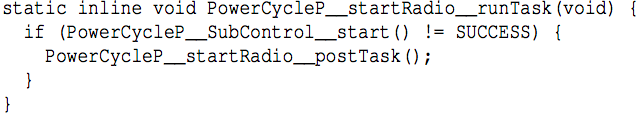 static inline void PowerCycleP__startRadio__runTask(void) {
  if (PowerCycleP__SubControl__start() != SUCCESS) {
    PowerCycleP__startRadio__postTask();
  }
}